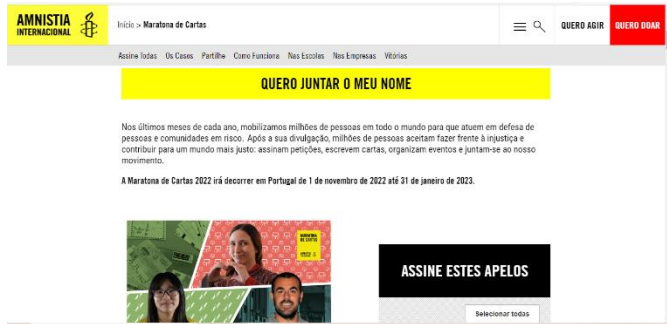 AMNISTIA
INTERNACIONAL
Início > Maratona de Cartas
QUERO AGIR
QUERO DOAR
Assine Todas Os Casos Partilhe Como Funciona Nas Escolas Nas Empresas Vitórias
QUERO JUNTAR O MEU NOME
Nos últimos meses de cada ano, mobilizamos milhões de pessoas em todo o mundo para que atuem em defesa de
pessoas e comunidades em risco. Após a sua divulgação, milhões de pessoas aceitam fazer frente à injustiça e
contribuir para um mundo mais justo: assinam petições, escrevem cartas, organizam eventos e juntam-se ao nosso
movimento.
A Maratona de Cartas 2022 irá decorrer em Portugal de 1 de novembro de 2022 até 31 de janeiro de 2023.
MARATONA
DE CARTAS
ASSINE ESTES APELOS
Selecionar todas